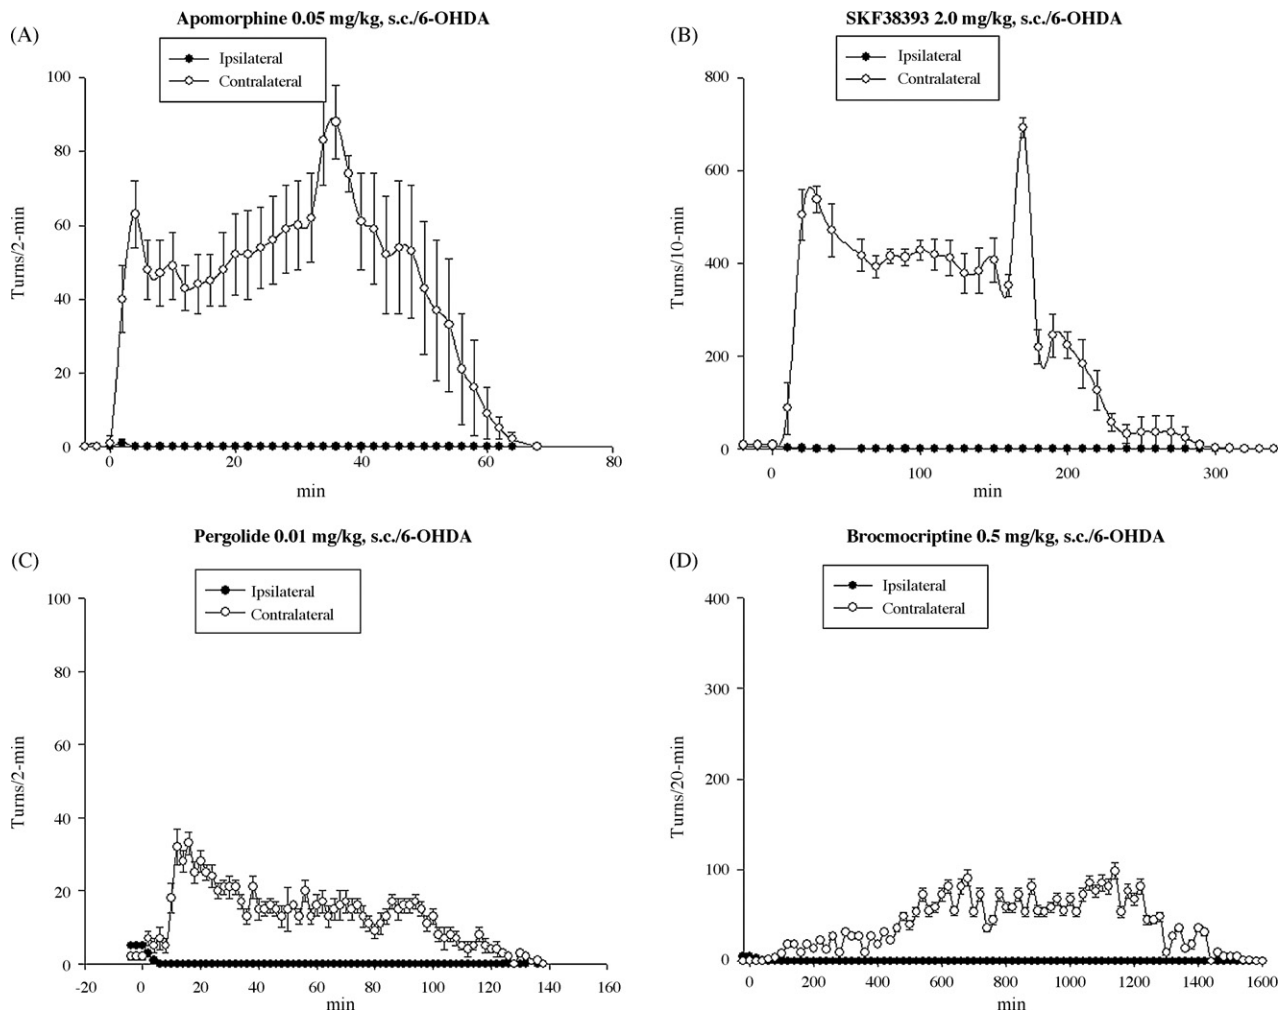 Apomorphine 0.05 mg/kg, s.c./6-OHDA
(A)
Ipsilateral
Contralateral
100
80
60
40
20
0
Turns/2-min
0 20 40 60 80
min
SKF38393 2.0 mg/kg, s.c./6-OHDA
(B)
Ipsilateral
Contralateral
800
600
400
200
0
Turns/10-min
0 100 200 300
min
Pergolide 0.01 mg/kg, s.c./6-OHDA
(C)
Ipsilateral
Contralateral
100
80
60
40
20
0
Turns/2-min
-20 0 20 40 60 80 100 120 140 160
min
Brocmocriptine 0.5 mg/kg, s.c./6-OHDA
(D)
Ipsilateral
Contralateral
400
300
200
100
0
Turns/20-min
0 200 400 600 800 1000 1200 1400 1600
min